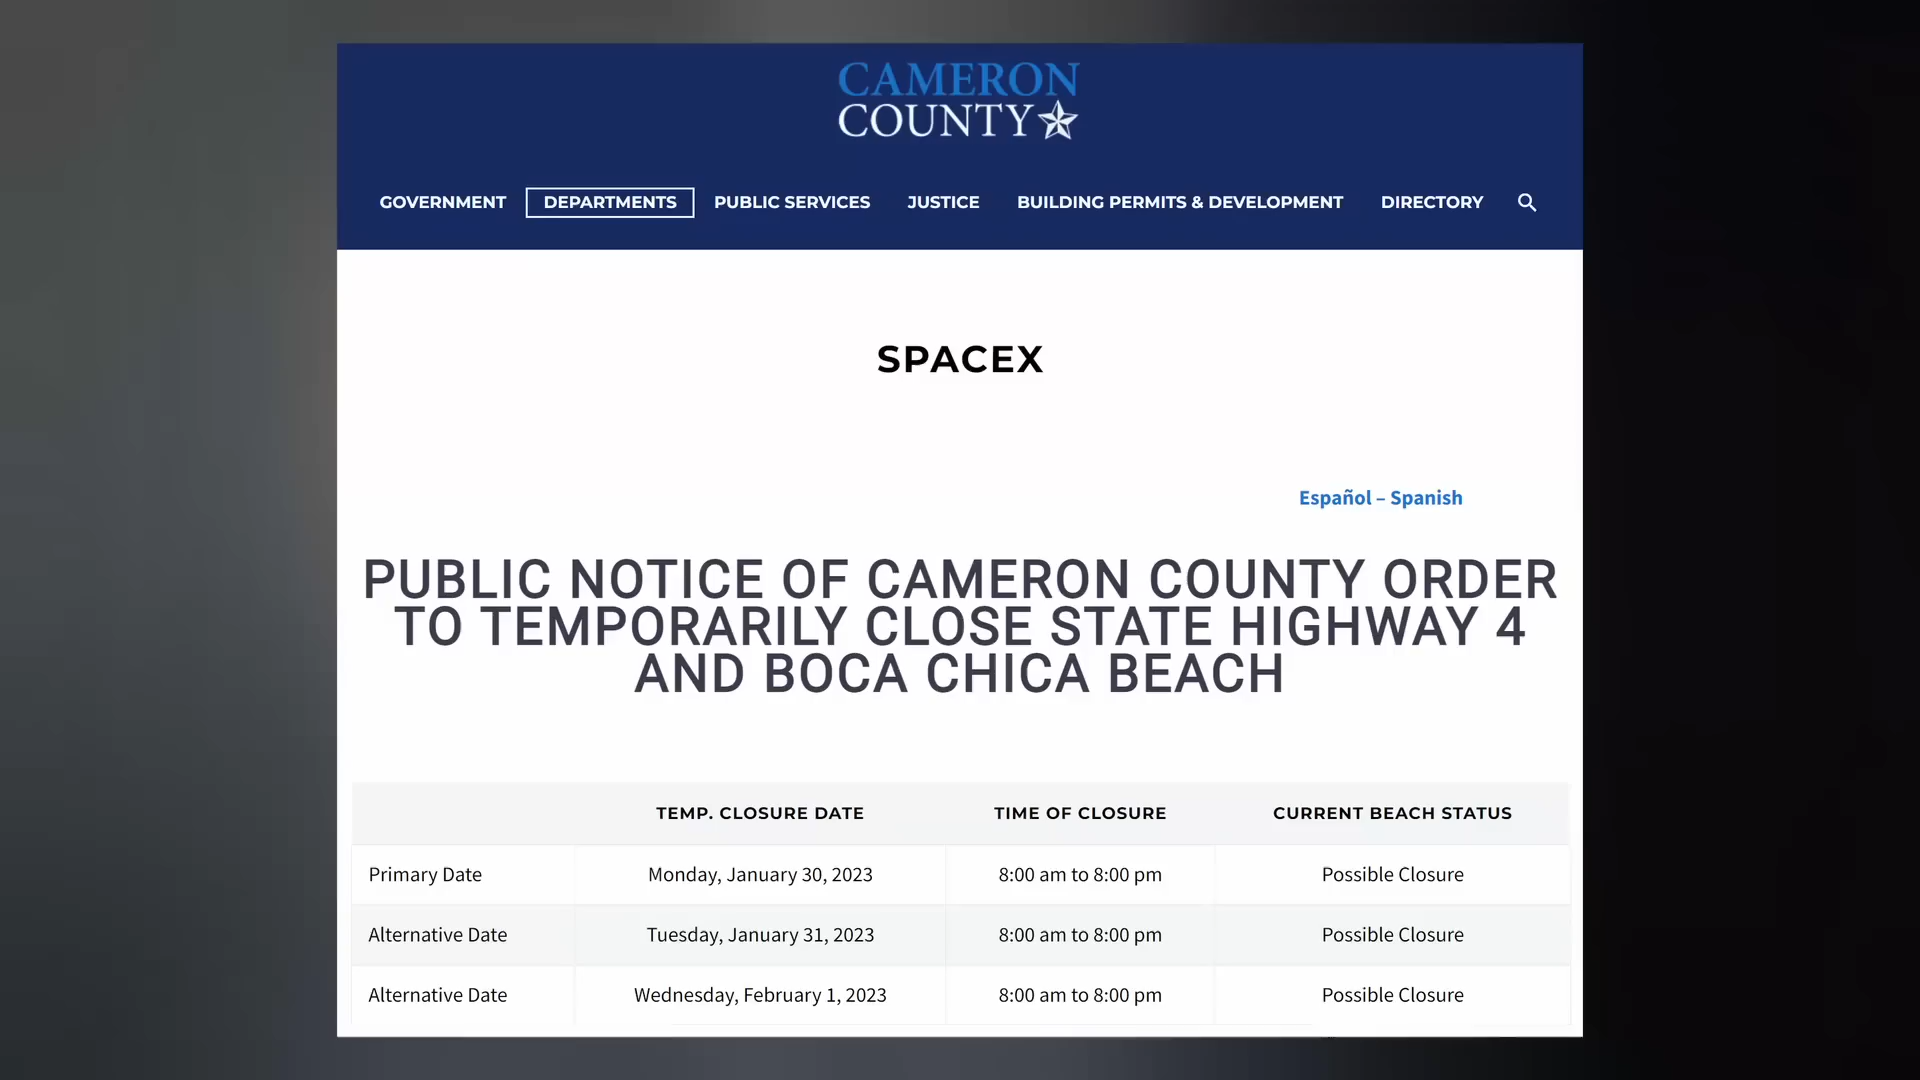 CAMERON
COUNTY
GOVERNMENT DEPARTMENTS PUBLIC SERVICES JUSTICE BUILDING PERMITS & DEVELOPMENT DIRECTORY
SPACEX
Español – Spanish
PUBLIC NOTICE OF CAMERON COUNTY ORDER
TO TEMPORARILY CLOSE STATE HIGHWAY 4
AND BOCA CHICA BEACH
TEMP. CLOSURE DATE TIME OF CLOSURE CURRENT BEACH STATUS
Primary Date Monday, January 30, 2023 8:00 am to 8:00 pm Possible Closure
Alternative Date Tuesday, January 31, 2023 8:00 am to 8:00 pm Possible Closure
Alternative Date Wednesday, February 1, 2023 8:00 am to 8:00 pm Possible Closure